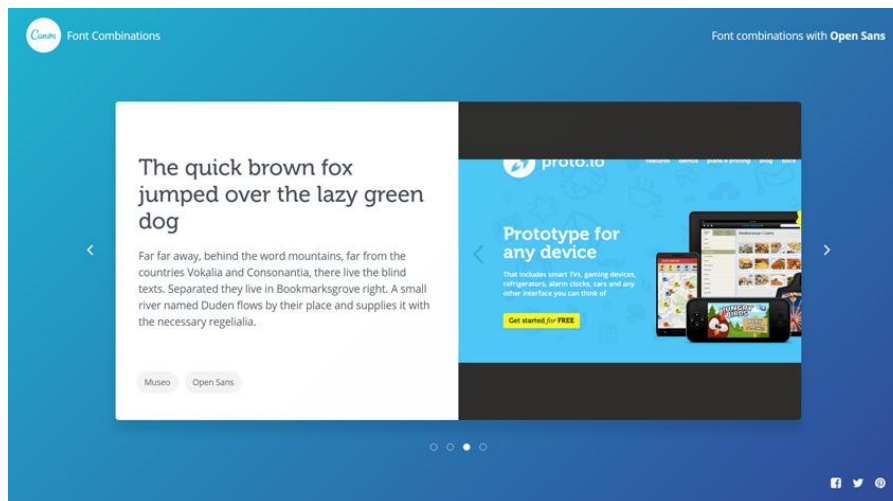 Canva
Font Combinations
Font combinations with Open Sans
The quick brown fox
jumped over the lazy green
dog
Far far away, behind the word mountains, far from the
countries Vokalia and Consonantia, there live the blind
texts. Separated they live in Bookmarksgrove right. A small
river named Duden flows by their place and supplies it with
the necessary regelialia.
Museo
Open Sans
proto.io
Prototype for
any device
That includes smart TVs, gaming devices,
refrigerators, alarm clocks, cars and any
other interface you can think of
Get started for FREE
HUNGRY
BIRDS